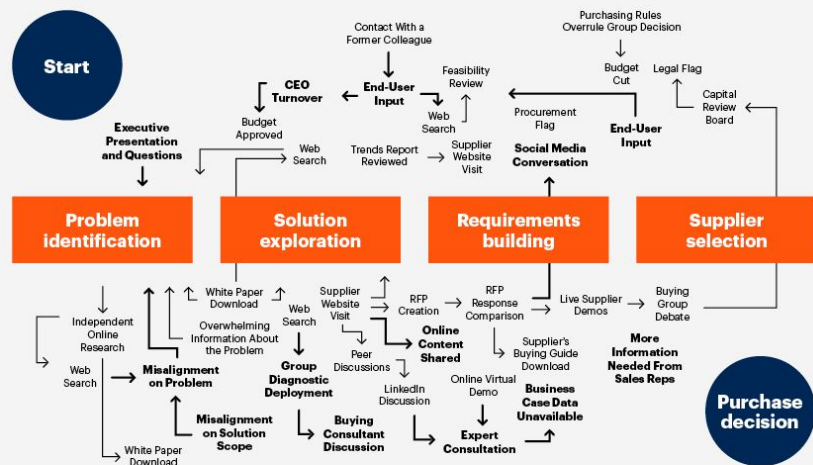 Start
Contact With a
Former Colleague
Purchasing Rules
Overrule Group Decision
CEO
Turnover
End-User
Input
Feasibility
Review
Budget
Cut
Legal Flag
Capital
Review
Board
Budget
Approved
Web
Search
Procurement
Flag
End-User
Input
Executive
Presentation
and Questions
Web
Search
Trends Report
Reviewed
Supplier
Website
Visit
Social Media
Conversation
Problem
identification
Solution
exploration
Requirements
building
Supplier
selection
White Paper
Download
Web
Search
Supplier
Website
Visit
RFP
Creation
RFP
Response
Comparison
Live Supplier
Demos
Buying
Group
Debate
Independent
Online
Research
Overwhelming
Information About
the Problem
Online
Content
Shared
Supplier's
Buying Guide
Download
More
Information
Needed From
Sales Reps
Web
Search
Misalignment
on Problem
Group
Diagnostic
Deployment
Peer
Discussions
LinkedIn
Discussion
Online Virtual
Demo
Business
Case Data
Unavailable
Purchase
decision
Misalignment
on Solution
Scope
Buying
Consultant
Discussion
Expert
Consultation
White Paper
Download